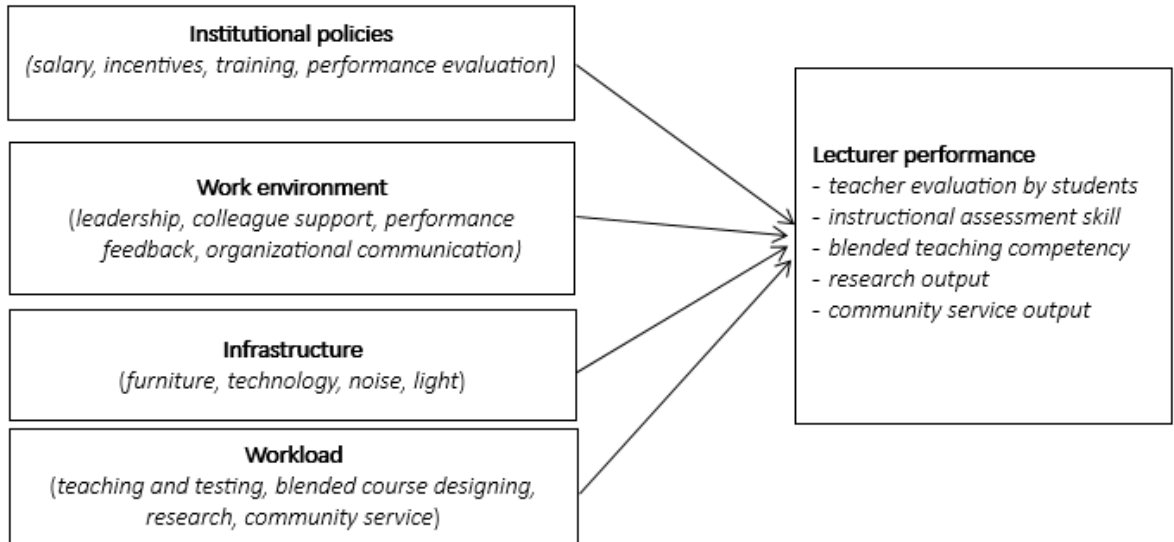 Institutional policies
(salary, incentives, training, performance evaluation)
Work environment
(leadership, colleague support, performance
feedback, organizational communication)
Infrastructure
(furniture, technology, noise, light)
Workload
(teaching and testing, blended course designing,
research, community service)
Lecturer performance
- teacher evaluation by students
- instructional assessment skill
- blended teaching competency
- research output
- community service output